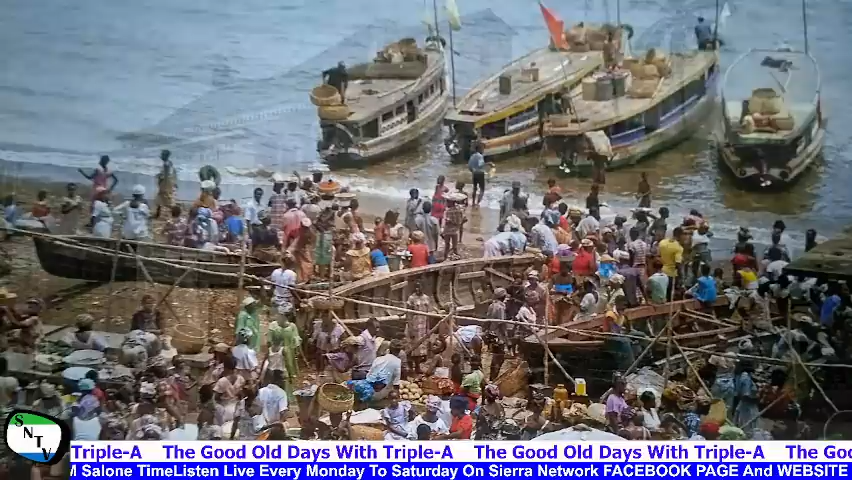 SNTV
Triple-A The Good Old Days With Triple-A The Good Old Days With Triple-A The Goo
M Salone TimeListen Live Every Monday To Saturday On Sierra Network FACEBOOK PAGE And WEBSITE